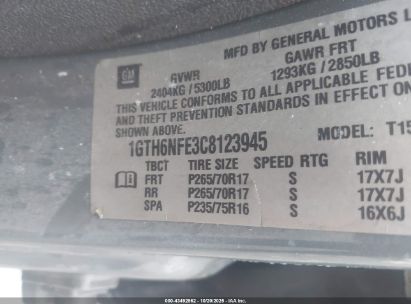 MFD BY GENERAL MOTORS L
GM
GVWR GAWR FRT
2404KG / 5300LB 1293KG / 2850LB
THIS VEHICLE CONFORMS TO ALL APPLICABLE FEDERAL
AND THEFT PREVENTION STANDARDS IN EFFECT ON THE
SHOWN ABOVE.
1GTH6NFE3C8123945 MODEL: T15
TBCT TIRE SIZE SPEED RTG RIM
FRT P265/70R17 S 17X7J
RR P265/70R17 S 17X7J
SPA P235/75R16 S 16X6J